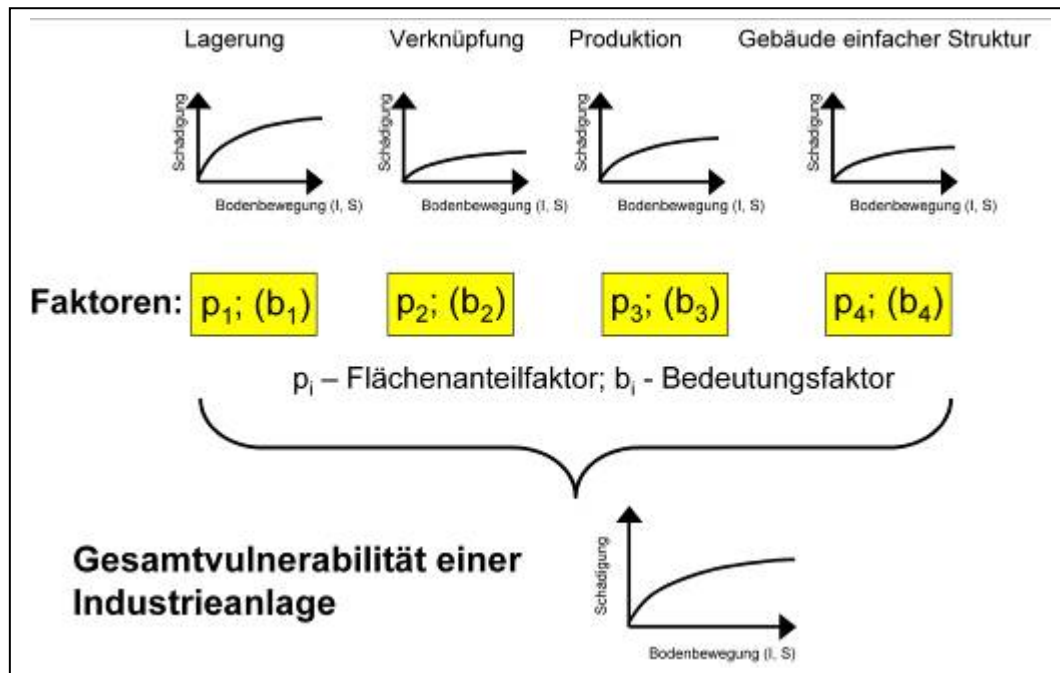 Lagerung Verknüpfung Produktion Gebäude einfacher Struktur
Schädigung Schädigung Schädigung Schädigung
Bodenbewegung (I, S) Bodenbewegung (I, S) Bodenbewegung (I, S) Bodenbewegung (I, S)
Faktoren: p₁; (b₁) p₂; (b₂) p₃; (b₃) p₄; (b₄)
pᵢ – Flächenanteilfaktor; bᵢ - Bedeutungsfaktor
Gesamtvulnerabilität einer
Industrieanlage
Schädigung
Bodenbewegung (I, S)